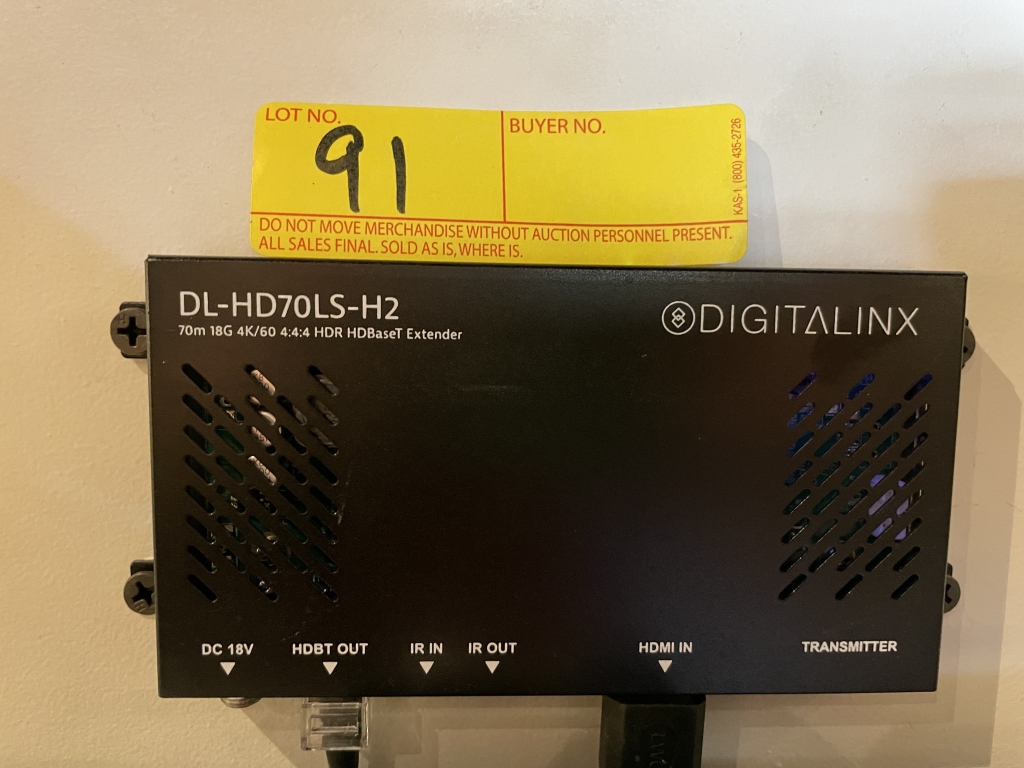 LOT NO.
91
BUYER NO.
KAS-1 (800) 435-2726
DO NOT MOVE MERCHANDISE WITHOUT AUCTION PERSONNEL PRESENT.
ALL SALES FINAL. SOLD AS IS, WHERE IS.
DL-HD70LS-H2
70m 18G 4K/60 4:4:4 HDR HDBaseT Extender
DIGITALINX
DC 18V
HDBT OUT
IR IN
IR OUT
HDMI IN
TRANSMITTER